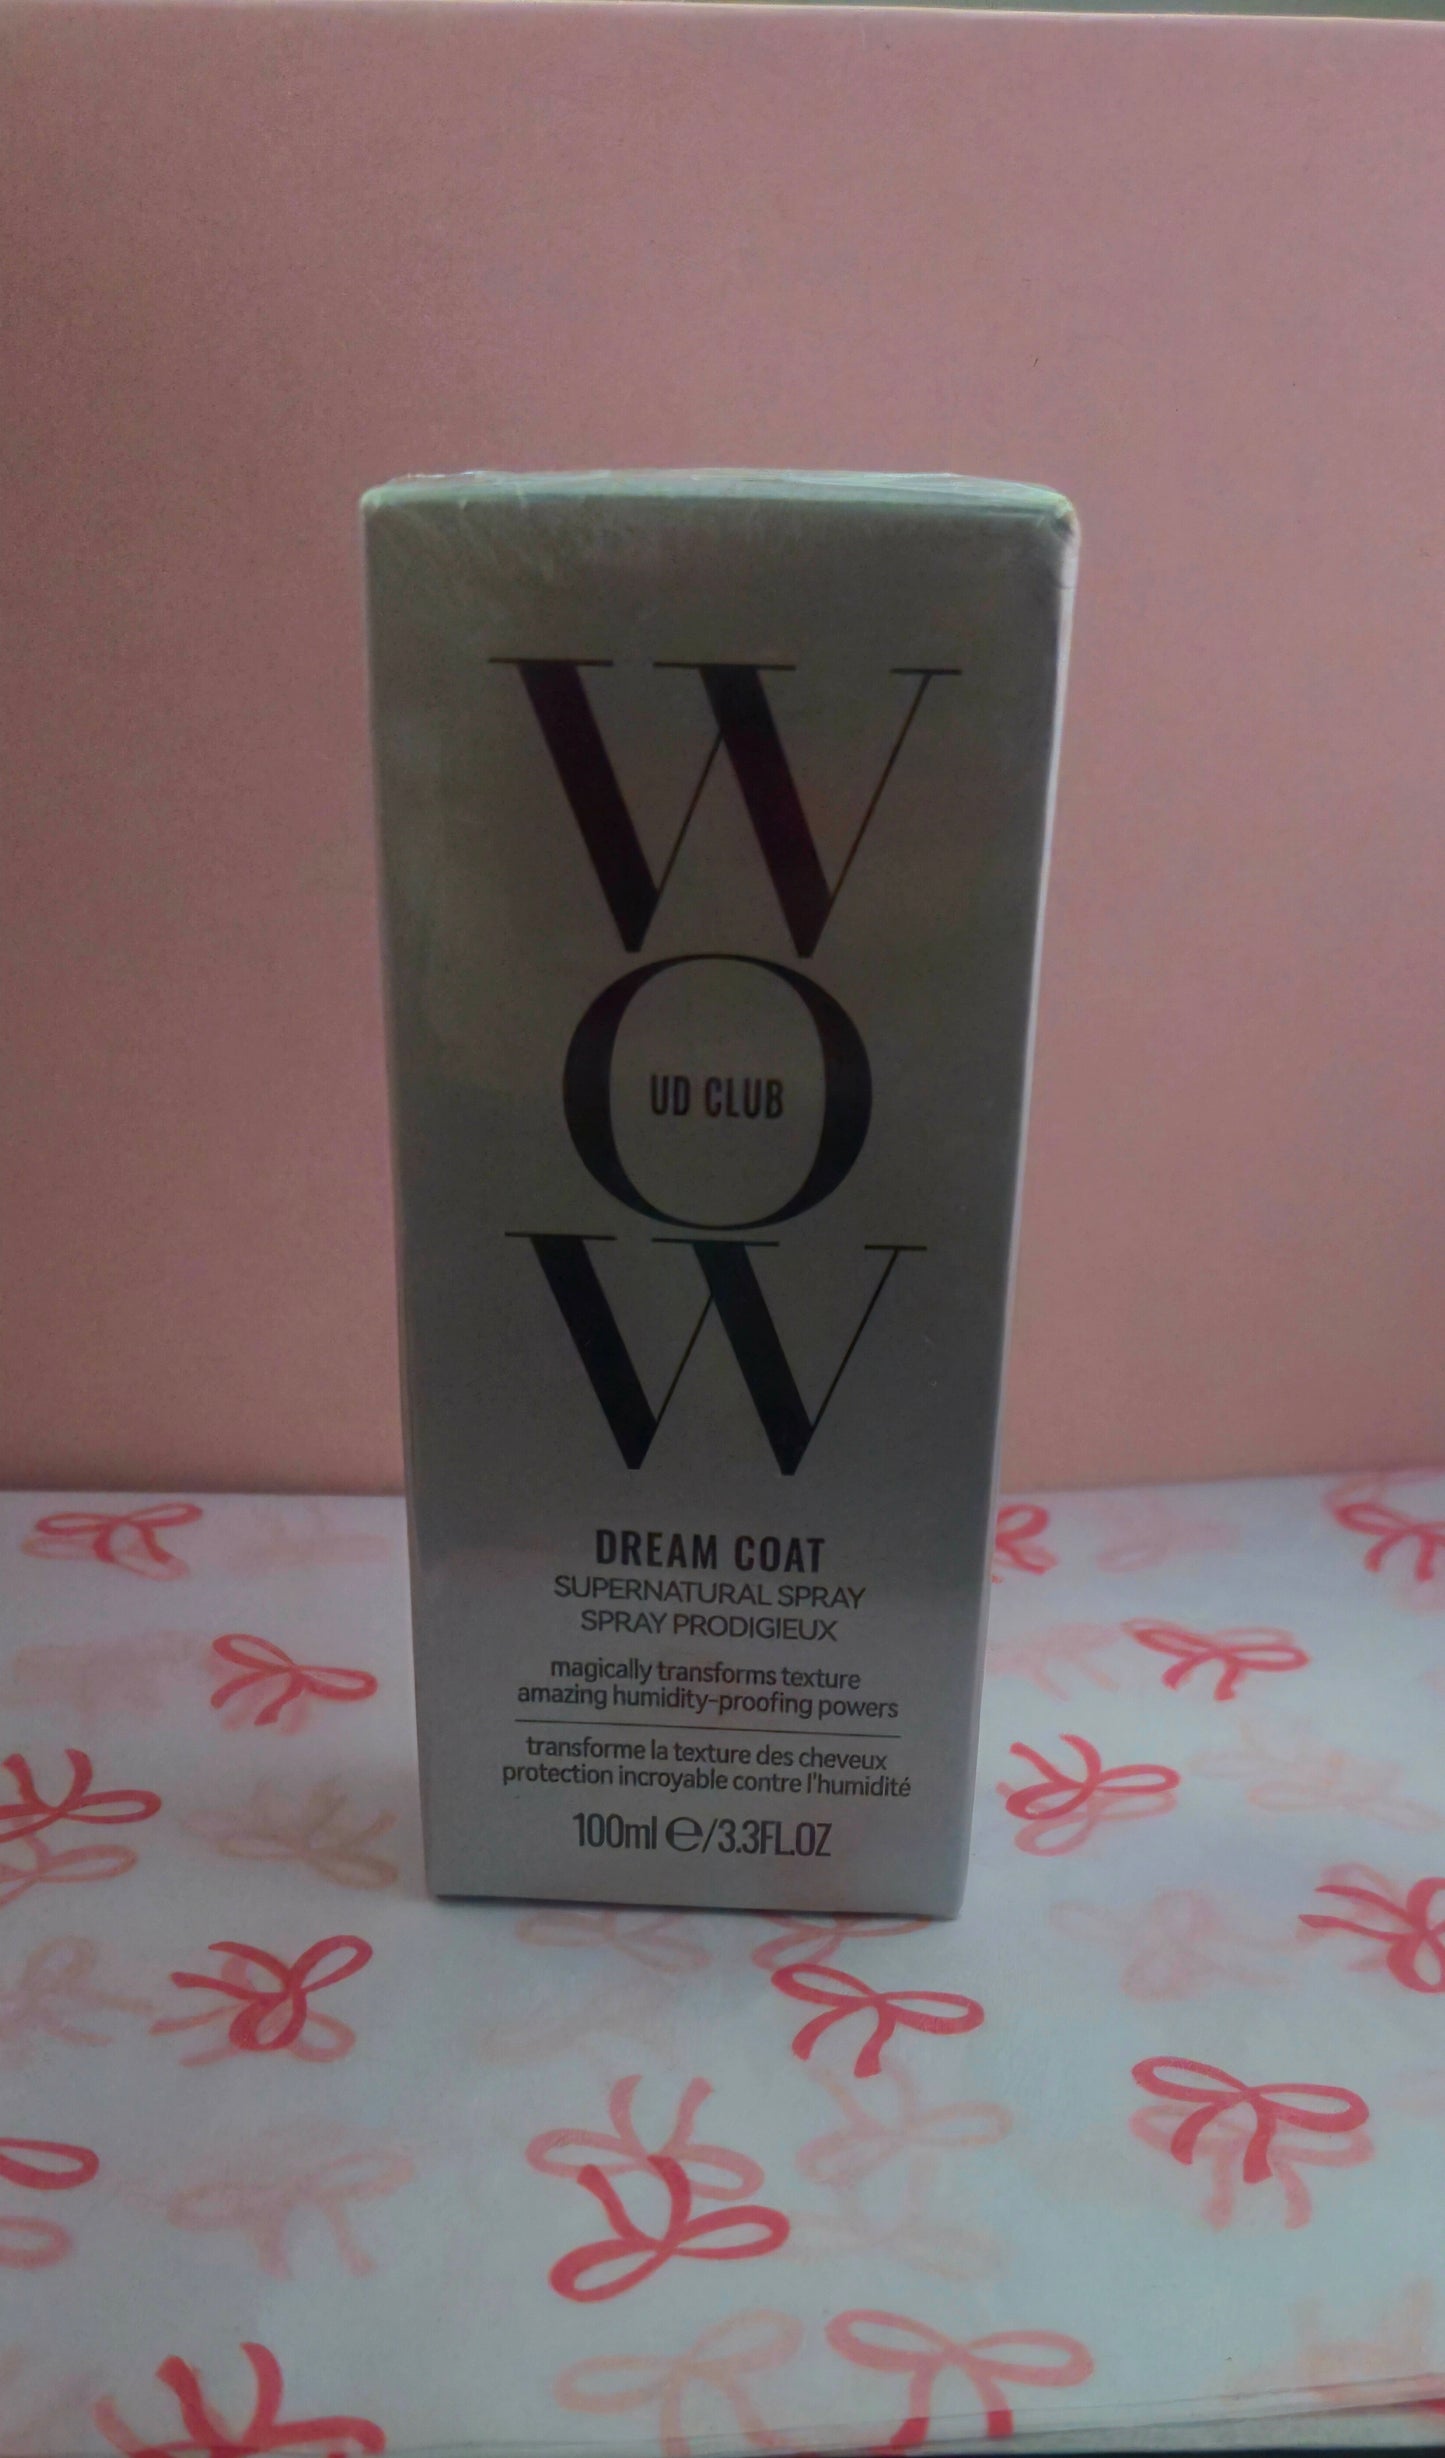 WOW
UD CLUB
DREAM COAT
SUPERNATURAL SPRAY
SPRAY PRODIGIEUX
magically transforms texture
amazing humidity-proofing powers
transforme la texture des cheveux
protection incroyable contre l'humidité
100ml e/3.3FL.OZ